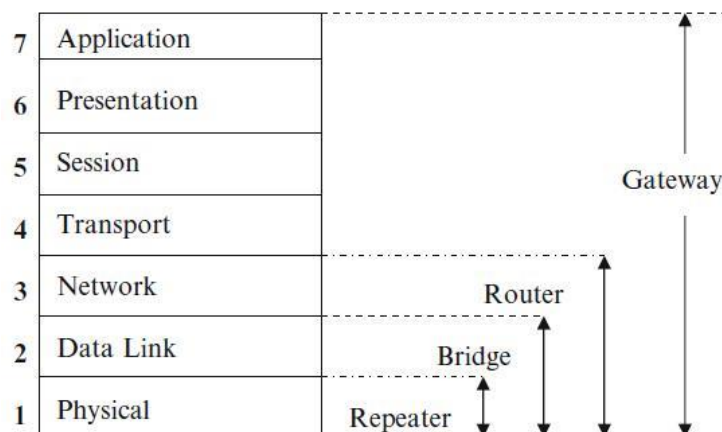 7 Application
6 Presentation
5 Session
Gateway
4 Transport
3 Network
Router
2 Data Link
Bridge
1 Physical
Repeater